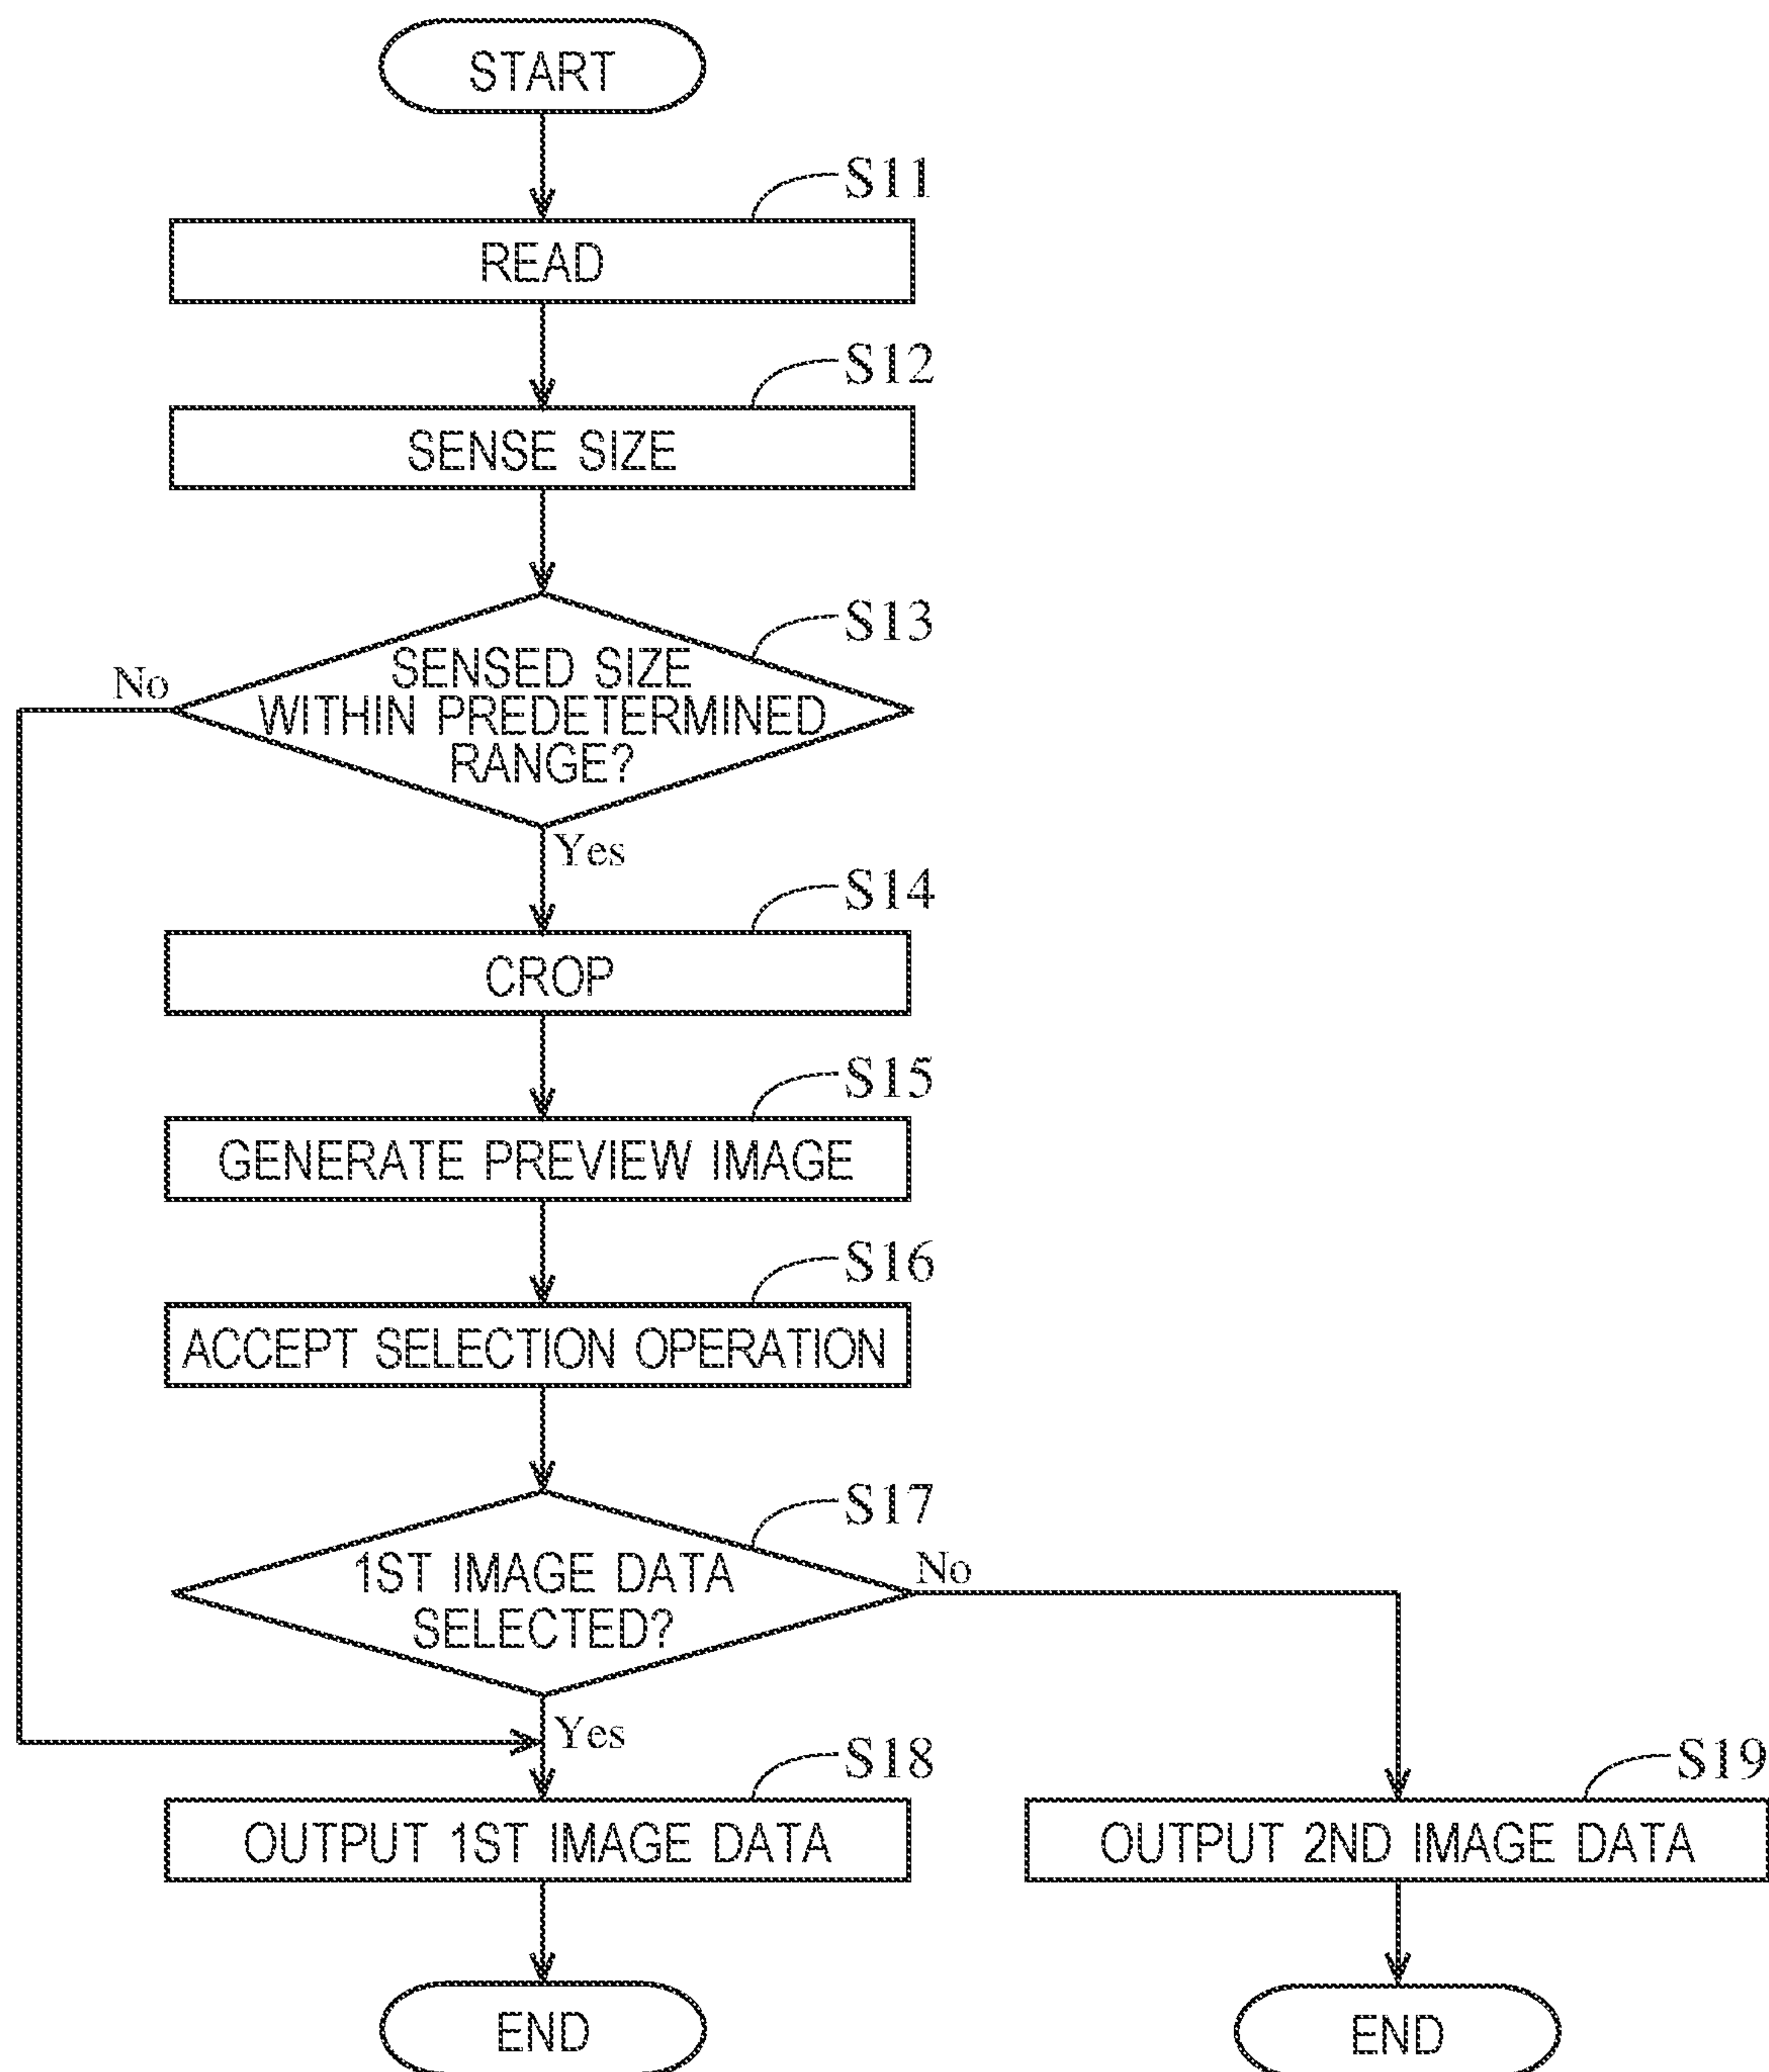 START
S11
READ
S12
SENSE SIZE
S13
No
SENSED SIZE
WITHIN PREDETERMINED
RANGE?
Yes
S14
CROP
S15
GENERATE PREVIEW IMAGE
S16
ACCEPT SELECTION OPERATION
S17
1ST IMAGE DATA
SELECTED?
No
Yes
S18
S19
OUTPUT 1ST IMAGE DATA
OUTPUT 2ND IMAGE DATA
END
END